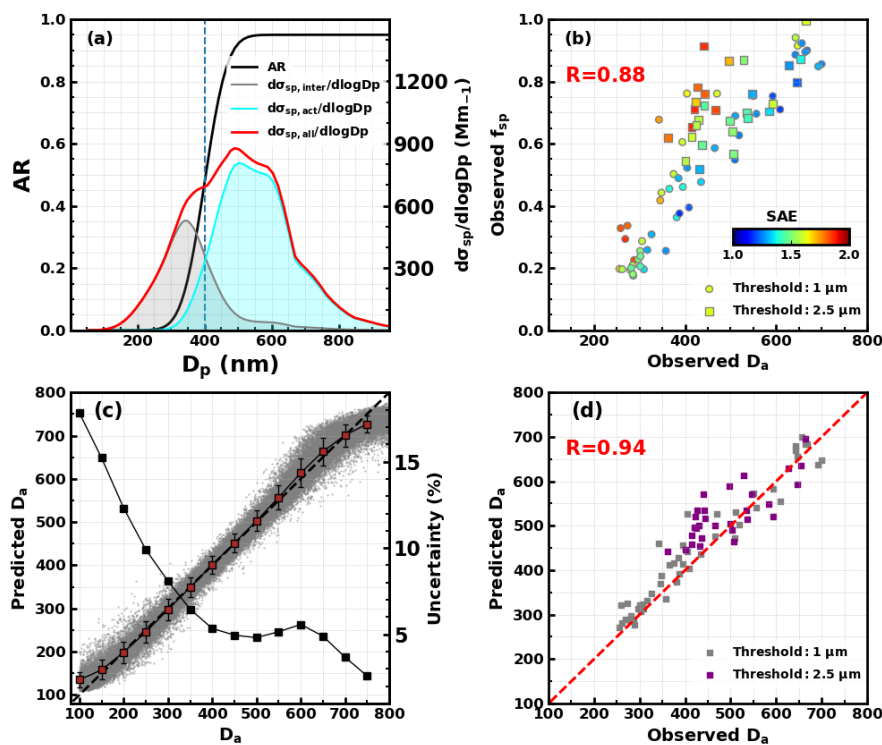 (a)
AR
dσsp,inter/dlogDp
dσsp,act/dlogDp
dσsp,all/dlogDp
1.0
0.8
0.6
0.4
0.2
0.0
AR
200 400 600 800
Dp (nm)
1200
900
600
300
dσsp/dlogDp (Mm−1)
(b)
R=0.88
1.0
0.8
0.6
0.4
0.2
0.0
Observed fsp
SAE
1.0 1.5 2.0
Threshold: 1 μm
Threshold: 2.5 μm
200 400 600 800
Observed Da
(c)
800
700
600
500
400
300
200
100
Predicted Da
100 200 300 400 500 600 700 800
Da
15
10
5
Uncertainty (%)
(d)
R=0.94
800
700
600
500
400
300
200
100
Predicted Da
Threshold: 1 μm
Threshold: 2.5 μm
100 200 300 400 500 600 700 800
Observed Da